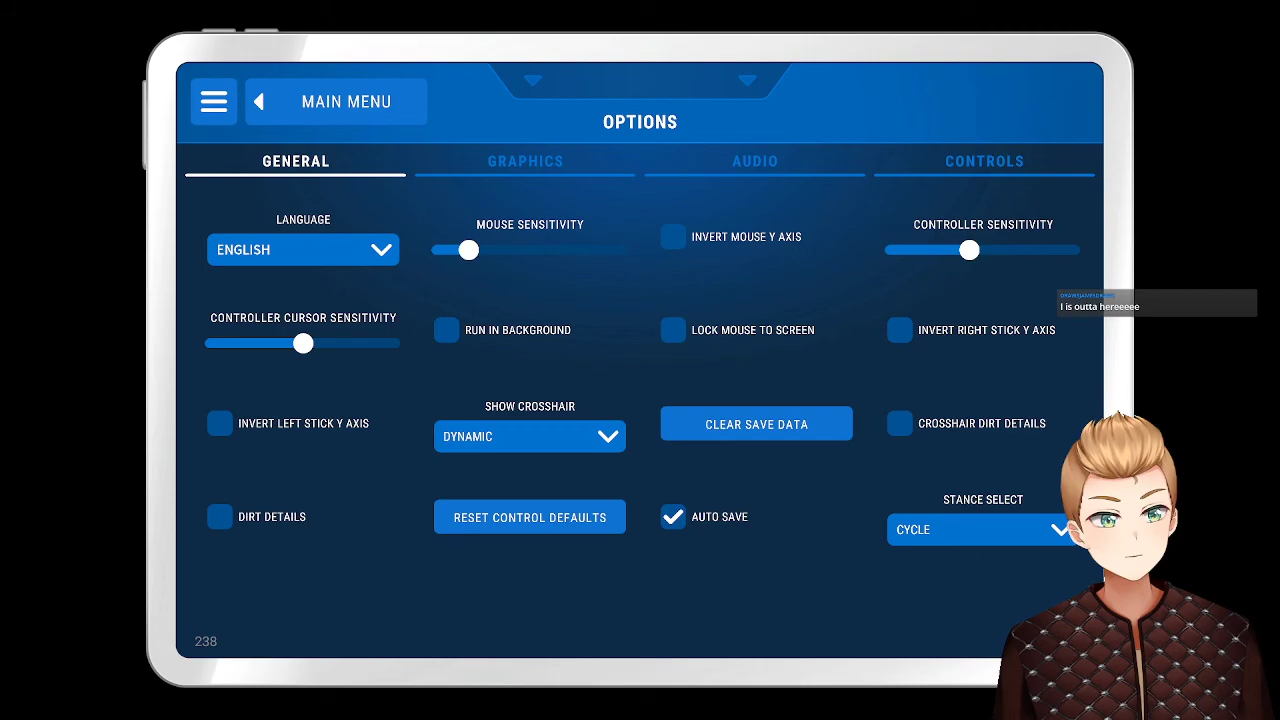 MAIN MENU
OPTIONS
GENERAL
GRAPHICS
AUDIO
CONTROLS
LANGUAGE
ENGLISH
MOUSE SENSITIVITY
INVERT MOUSE Y AXIS
CONTROLLER SENSITIVITY
I is outta hereeeee
CONTROLLER CURSOR SENSITIVITY
RUN IN BACKGROUND
LOCK MOUSE TO SCREEN
INVERT RIGHT STICK Y AXIS
INVERT LEFT STICK Y AXIS
SHOW CROSSHAIR
DYNAMIC
CLEAR SAVE DATA
CROSSHAIR DIRT DETAILS
DIRT DETAILS
RESET CONTROL DEFAULTS
AUTO SAVE
STANCE SELECT
CYCLE
238